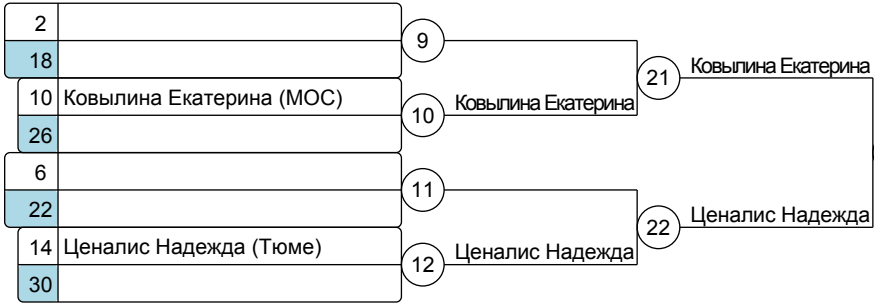 2
9
18
21 Ковылина Екатерина
10 Ковылина Екатерина (МОС)
10 Ковылина Екатерина
26
6
11
22
22 Ценалис Надежда
14 Ценалис Надежда (Тюме)
12 Ценалис Надежда
30